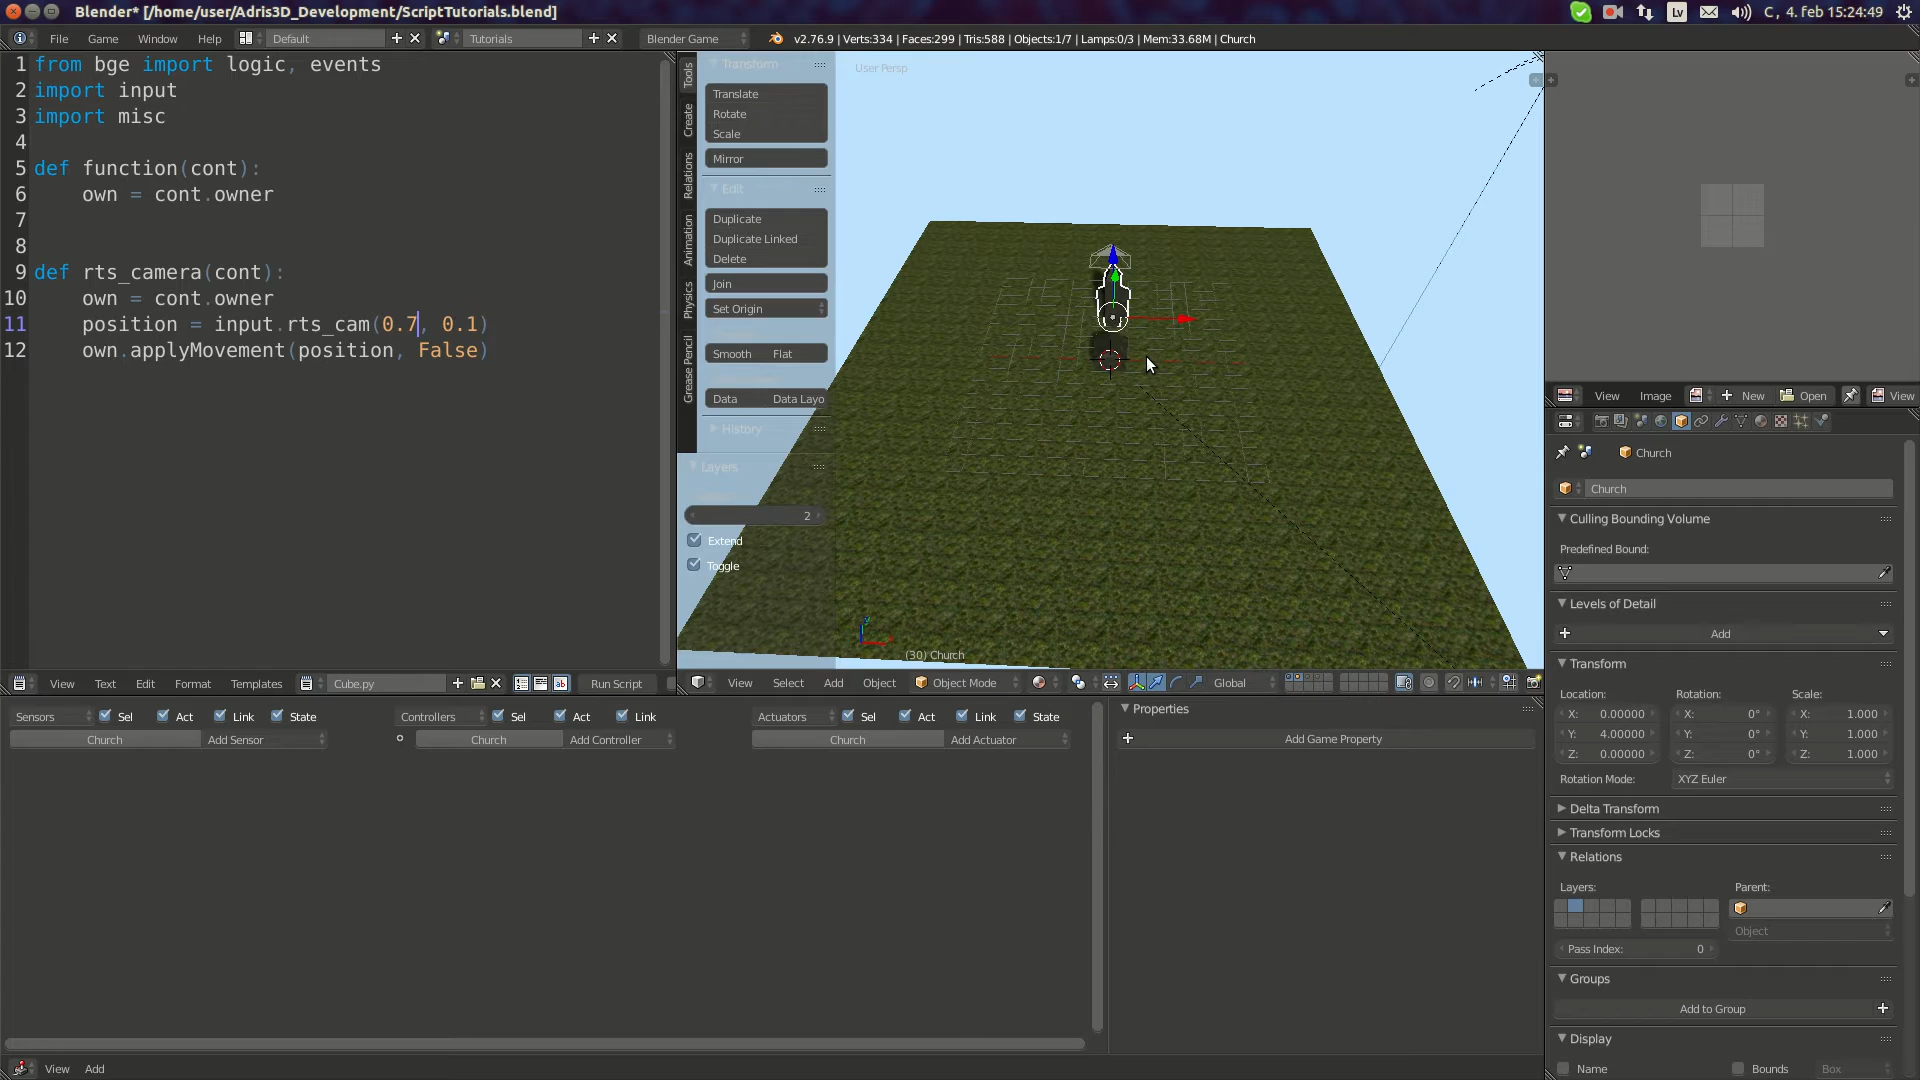 Blender* [/home/user/Adris3D_Development/ScriptTutorials.blend]
Lv
C , 4. feb 15:24:49
File Game Window Help Default Tutorials Blender Game v2.76.9 | Verts:334 | Faces:299 | Tris:588 | Objects:1/7 | Lamps:0/3 | Mem:33.68M | Church
1 from bge import logic, events
2 import input
3 import misc
4
5 def function(cont):
6 own = cont.owner
7
8
9 def rts_camera(cont):
10 own = cont.owner
11 position = input.rts_cam(0.7, 0.1)
12 own.applyMovement(position, False)
View Text Edit Format Templates Cube.py Run Script
Tools
Create
Relations
Animation
Physics
Grease Pencil
Transform
Translate
Rotate
Scale
Mirror
Edit
Duplicate
Duplicate Linked
Delete
Join
Set Origin
Smooth Flat
Data Data Layo
History
Layers
2
Extend
Toggle
User Persp
(30) Church
View Select Add Object Object Mode Global
View Image New Open View
Church
Church
Culling Bounding Volume
Predefined Bound:
Levels of Detail
Add
Transform
Location: Rotation: Scale:
X: 0.00000 X: 0° X: 1.000
Y: 4.00000 Y: 0° Y: 1.000
Z: 0.00000 Z: 0° Z: 1.000
Rotation Mode: XYZ Euler
Delta Transform
Transform Locks
Relations
Layers: Parent:
Object
Pass Index: 0
Groups
Add to Group
Display
Name Bounds Box
Sensors Sel Act Link State Controllers Sel Act Link Actuators Sel Act Link State
Church Add Sensor Church Add Controller Church Add Actuator
Properties
Add Game Property
View Add